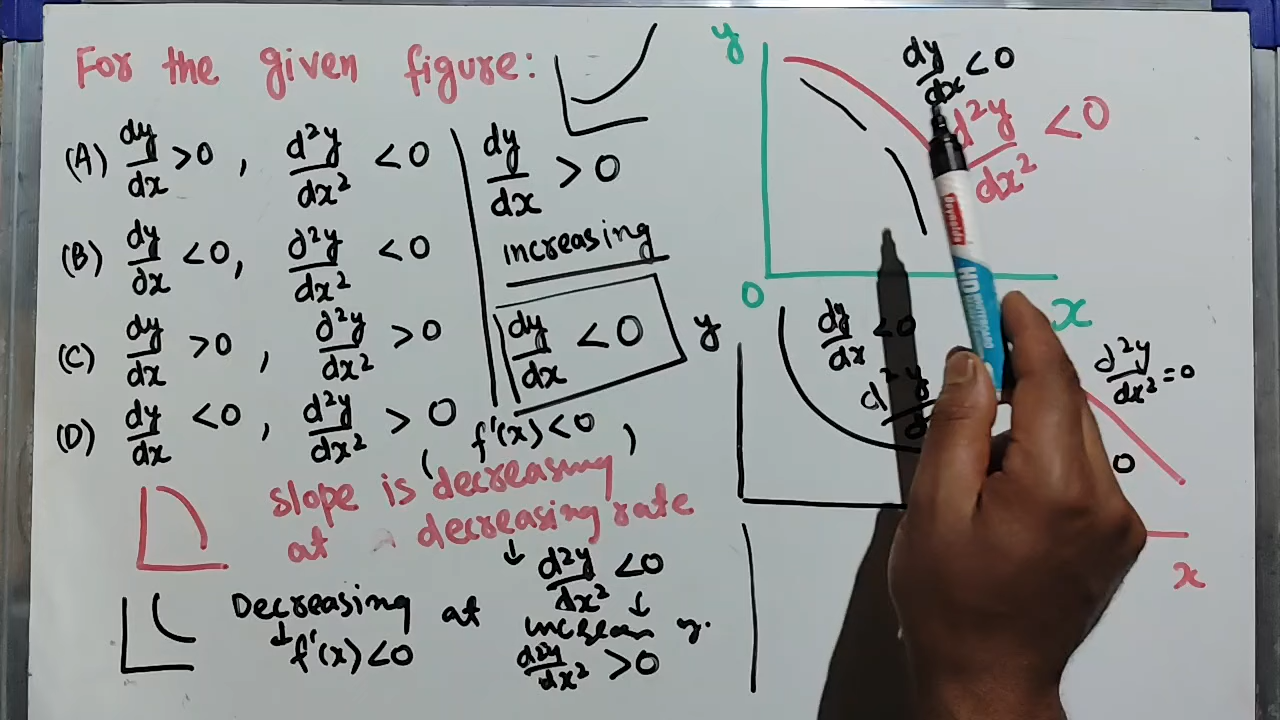 For the given figure:
(A) dy/dx > 0 , d²y/dx² < 0
(B) dy/dx < 0, d²y/dx² < 0
(C) dy/dx > 0 , d²y/dx² > 0
(D) dy/dx < 0 , d²y/dx² > 0
dy/dx > 0
increasing
dy/dx < 0
( f'(x) < 0 )
slope is decreasing
at a decreasing rate
↓ d²y/dx² < 0
Decreasing at
↓ f'(x) < 0
↓
d²y/dx² > 0
y
dy/dx < 0
d²y/dx² < 0
0
x
y
dy/dx < 0
d²y/dx² = 0
0
x
Reynolds